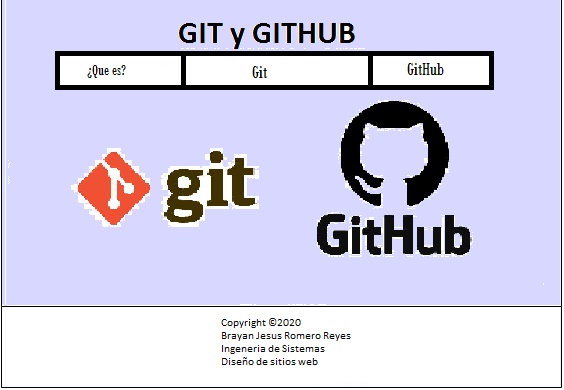 GIT y GITHUB
¿Que es?
Git
GitHub
git
GitHub
Copyright ©2020
Brayan Jesus Romero Reyes
Ingeneria de Sistemas
Diseño de sitios web